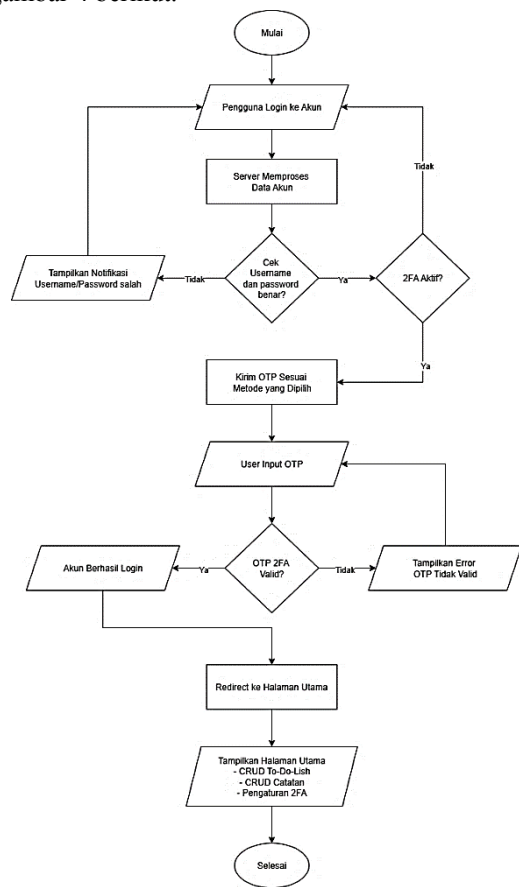 Mulai
Pengguna Login ke Akun
Tidak
Server Memproses
Data Akun
Tampilkan Notifikasi
Username/Password salah
Tidak
Cek
Username
dan password
benar?
Ya
2FA Aktif?
Ya
Kirim OTP Sesuai
Metode yang Dipilih
User Input OTP
Akun Berhasil Login
Ya
OTP 2FA
Valid?
Tidak
Tampilkan Error
OTP Tidak Valid
Redirect ke Halaman Utama
Tampilkan Halaman Utama
- CRUD To-Do-Lish
- CRUD Catatan
- Pengaturan 2FA
Selesai